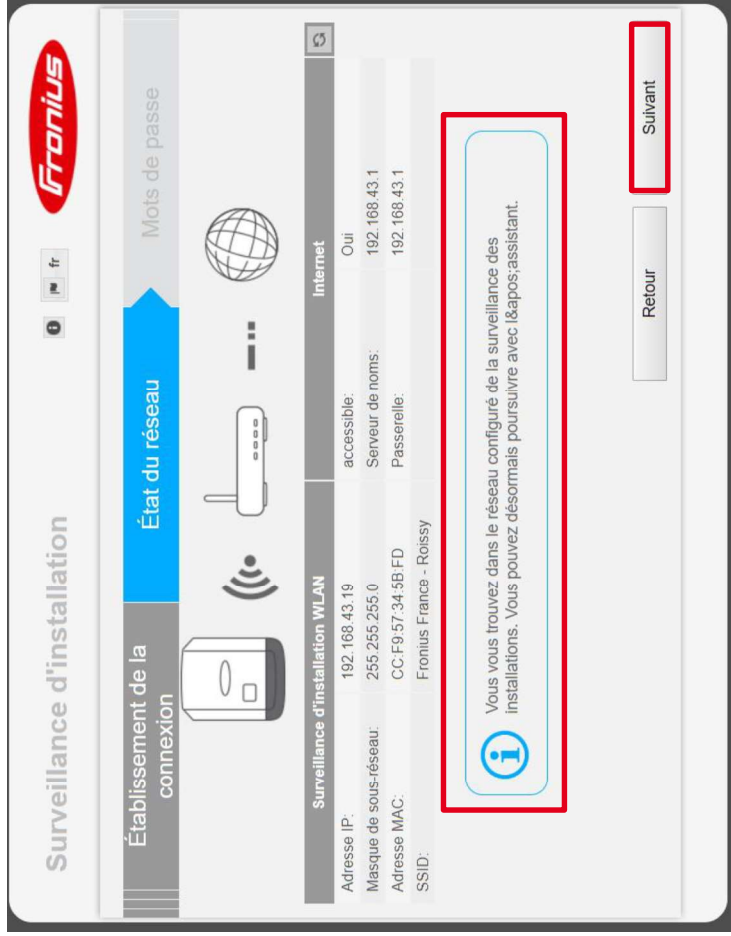 Surveillance d'installation
fr
Fronius
Établissement de la
connexion
État du réseau
Mots de passe
Surveillance d'installation WLAN
Internet
Adresse IP: 192.168.43.19 accessible: Oui
Masque de sous-réseau: 255.255.255.0 Serveur de noms: 192.168.43.1
Adresse MAC: CC:F9:57:34:5B:FD Passerelle: 192.168.43.1
SSID: Fronius France - Roissy
Vous vous trouvez dans le réseau configuré de la surveillance des
installations. Vous pouvez désormais poursuivre avec l&apos;assistant.
Retour
Suivant